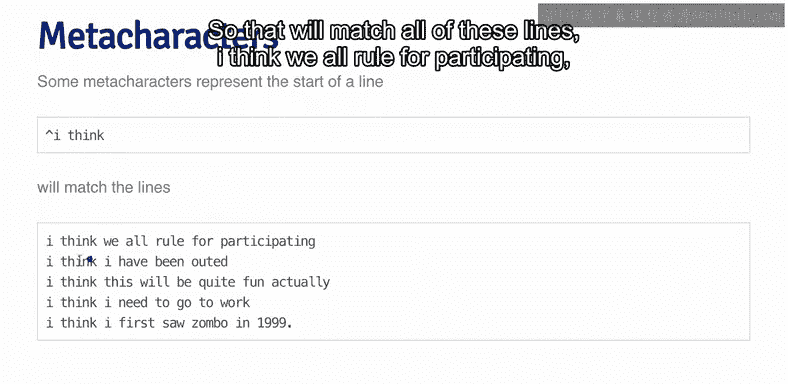 Metacharacters
So that will match all of these lines,
i think we all rule for participating,
Some metacharacters represent the start of a line
^i think
will match the lines
i think we all rule for participating
i think i have been outed
i think this will be quite fun actually
i think i need to go to work
i think i first saw zombo in 1999.